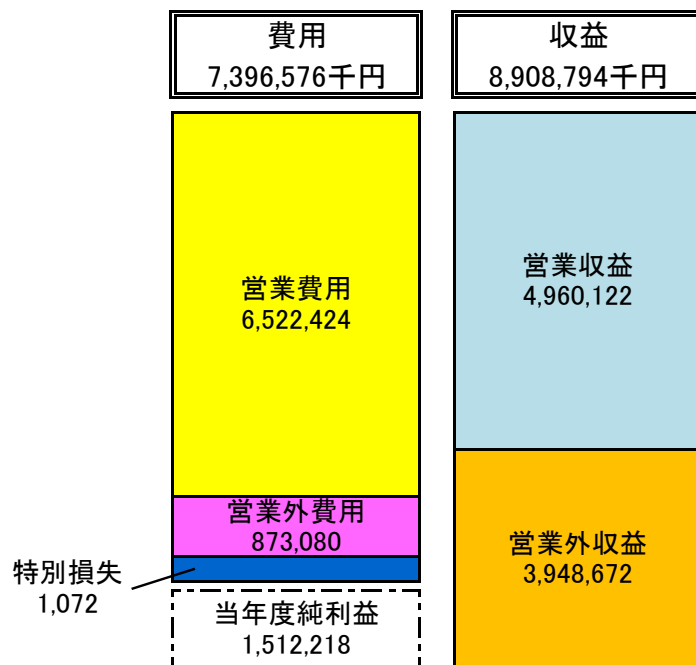 費用
7,396,576千円
収益
8,908,794千円
営業費用
6,522,424
営業外費用
873,080
特別損失
1,072
当年度純利益
1,512,218
営業収益
4,960,122
営業外収益
3,948,672